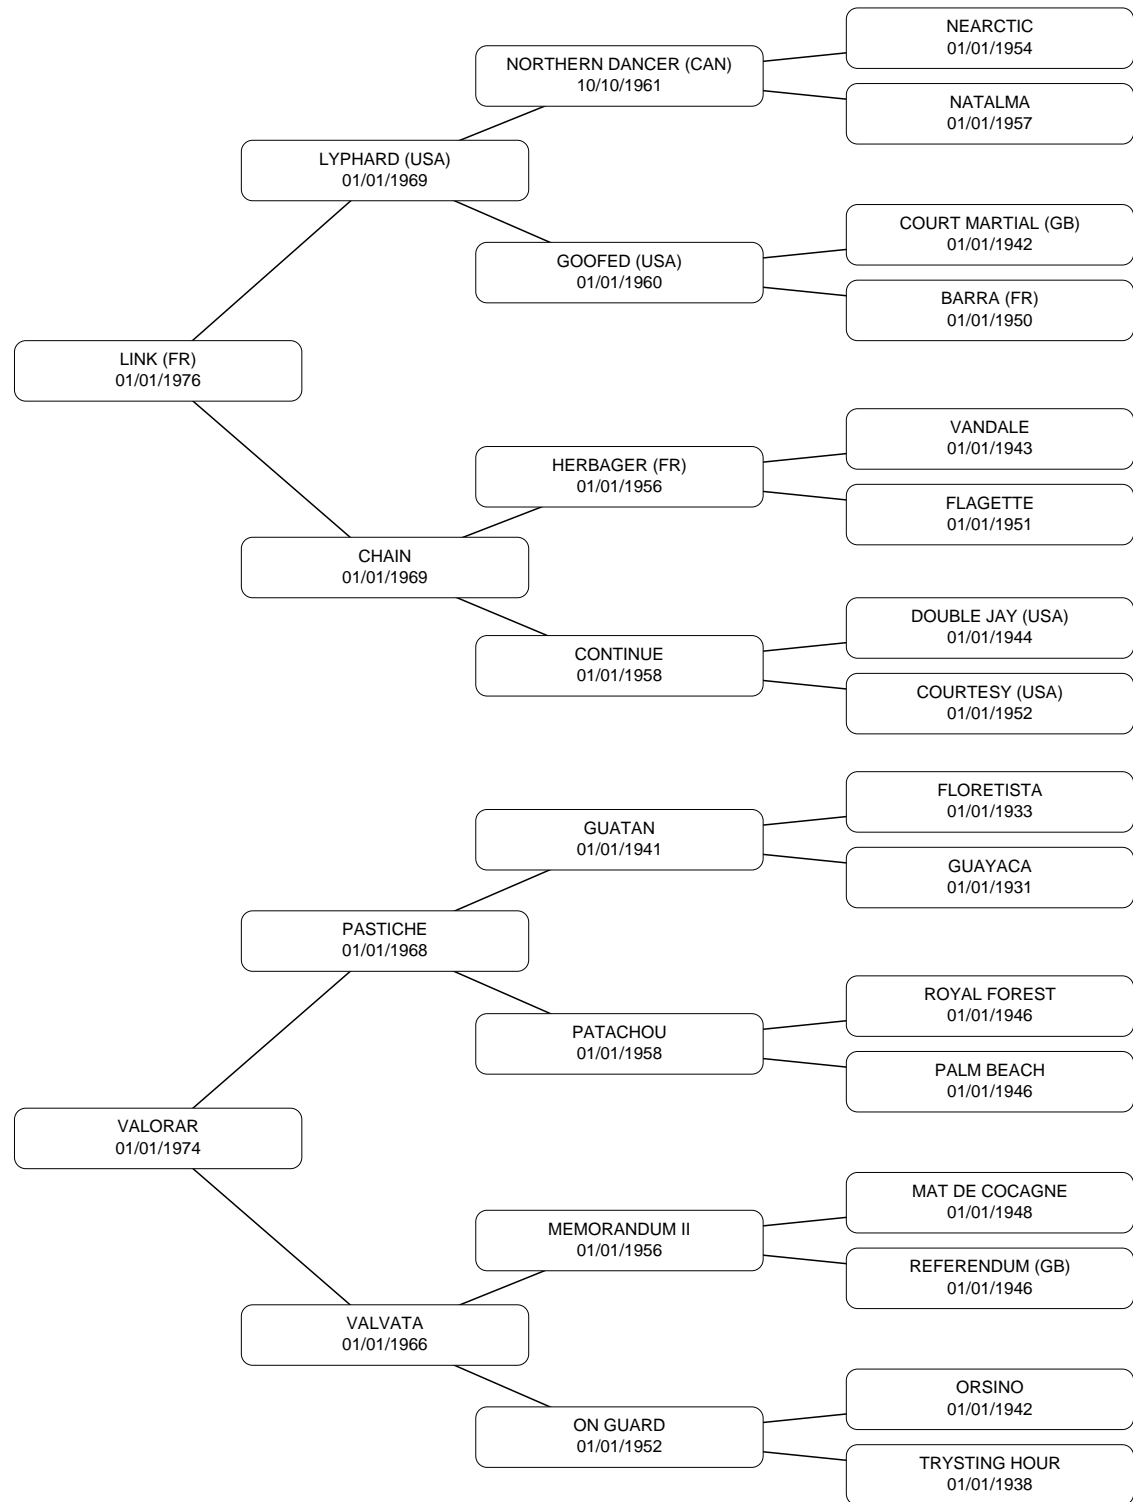 NEARCTIC
01/01/1954
NORTHERN DANCER (CAN)
10/10/1961
NATALMA
01/01/1957
LYPHARD (USA)
01/01/1969
COURT MARTIAL (GB)
01/01/1942
GOOFED (USA)
01/01/1960
BARRA (FR)
01/01/1950
LINK (FR)
01/01/1976
VANDALE
01/01/1943
HERBAGER (FR)
01/01/1956
FLAGETTE
01/01/1951
CHAIN
01/01/1969
DOUBLE JAY (USA)
01/01/1944
CONTINUE
01/01/1958
COURTESY (USA)
01/01/1952
FLORETISTA
01/01/1933
GUATAN
01/01/1941
GUAYACA
01/01/1931
PASTICHE
01/01/1968
ROYAL FOREST
01/01/1946
PATACHOU
01/01/1958
PALM BEACH
01/01/1946
VALORAR
01/01/1974
MAT DE COCAGNE
01/01/1948
MEMORANDUM II
01/01/1956
REFERENDUM (GB)
01/01/1946
VALVATA
01/01/1966
ORSINO
01/01/1942
ON GUARD
01/01/1952
TRYSTING HOUR
01/01/1938